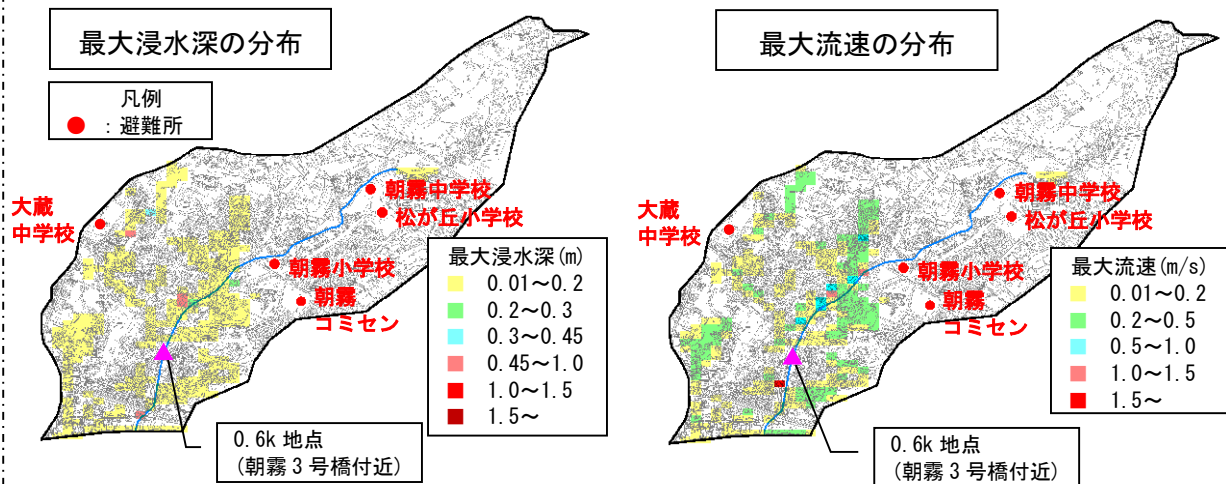 最大浸水深の分布
凡例
● : 避難所
大蔵
中学校
朝霧中学校
松が丘小学校
朝霧小学校
朝霧
コミセン
最大浸水深(m)
0.01～0.2
0.2～0.3
0.3～0.45
0.45～1.0
1.0～1.5
1.5～
0.6k 地点
(朝霧 3 号橋付近)
最大流速の分布
大蔵
中学校
朝霧中学校
松が丘小学校
朝霧小学校
朝霧
コミセン
最大流速(m/s)
0.01～0.2
0.2～0.5
0.5～1.0
1.0～1.5
1.5～
0.6k 地点
(朝霧 3 号橋付近)